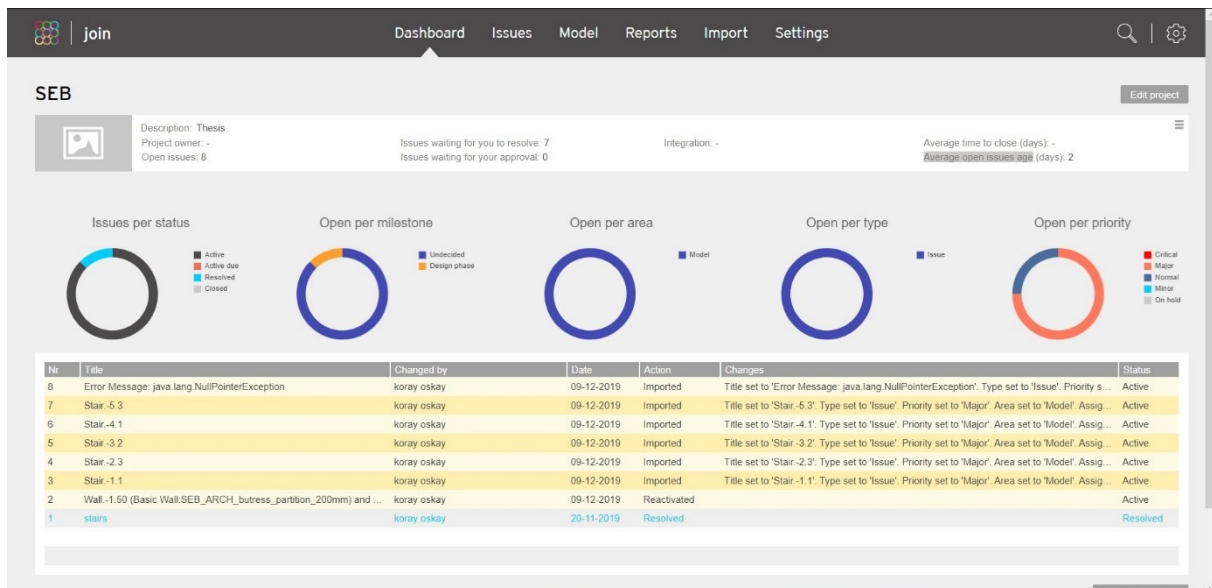 join Dashboard Issues Model Reports Import Settings
SEB
Edit project
Description: Thesis
Project owner: - Issues waiting for you to resolve: 7 Integration: - Average time to close (days): -
Open issues: 8 Issues waiting for your approval: 0 Average open issues age (days): 2
Issues per status
Active
Active due
Resolved
Closed
Open per milestone
Undecided
Design phase
Open per area
Model
Open per type
Issue
Open per priority
Critical
Major
Normal
Minor
On hold
Nr Title Changed by Date Action Changes Status
8 Error Message: java.lang.NullPointerException koray oskay 09-12-2019 Imported Title set to 'Error Message: java.lang.NullPointerException'. Type set to 'Issue'. Priority s... Active
7 Stair.-5.3 koray oskay 09-12-2019 Imported Title set to 'Stair.-5.3'. Type set to 'Issue'. Priority set to 'Major'. Area set to 'Model'. Assig... Active
6 Stair.-4.1 koray oskay 09-12-2019 Imported Title set to 'Stair.-4.1'. Type set to 'Issue'. Priority set to 'Major'. Area set to 'Model'. Assig... Active
5 Stair.-3.2 koray oskay 09-12-2019 Imported Title set to 'Stair.-3.2'. Type set to 'Issue'. Priority set to 'Major'. Area set to 'Model'. Assig... Active
4 Stair.-2.3 koray oskay 09-12-2019 Imported Title set to 'Stair.-2.3'. Type set to 'Issue'. Priority set to 'Major'. Area set to 'Model'. Assig... Active
3 Stair.-1.1 koray oskay 09-12-2019 Imported Title set to 'Stair.-1.1'. Type set to 'Issue'. Priority set to 'Major'. Area set to 'Model'. Assig... Active
2 Wall.-1.50 (Basic Wall:SEB_ARCH_butress_partition_200mm) and ... koray oskay 09-12-2019 Reactivated Active
1 stairs koray oskay 20-11-2019 Resolved Resolved